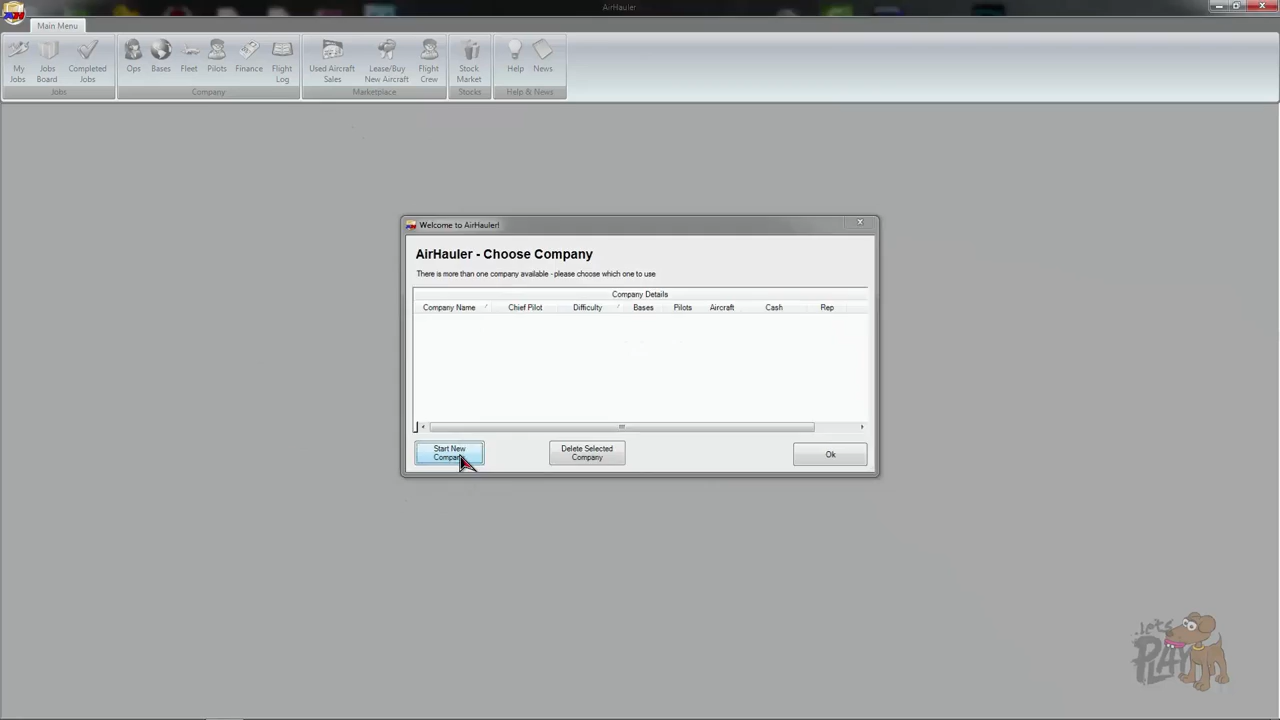 AirHauler
Main Menu
My Jobs
Jobs Board
Completed Jobs
Ops
Bases
Fleet
Pilots
Finance
Flight Log
Used Aircraft Sales
Lease/Buy New Aircraft
Flight Crew
Stock Market
Help
News
Jobs
Company
Marketplace
Stocks
Help & News
Welcome to AirHauler!
AirHauler - Choose Company
There is more than one company available - please choose which one to use
Company Details
Company Name
Chief Pilot
Difficulty
Bases
Pilots
Aircraft
Cash
Rep
Start New
Company
Delete Selected
Company
Ok
.lets
PLAY